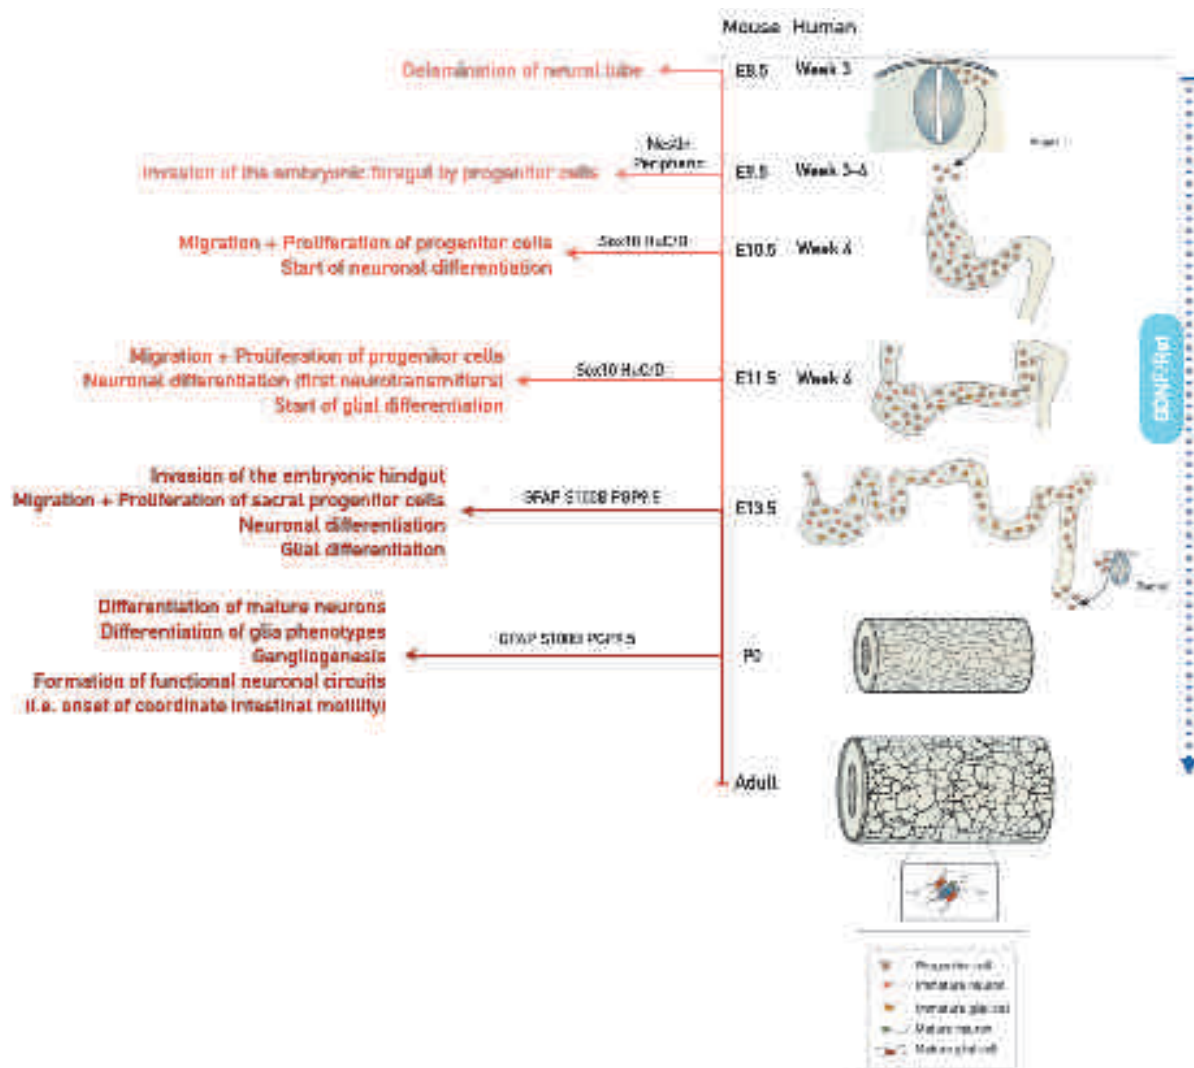 Mouse Human
Delamination of neural tube
E8.5 Week 3
Invasion of the embryonic foregut by progenitor cells
E9.5 Week 3-4
Migration + Proliferation of progenitor cells
Start of neuronal differentiation
Sox10 HuC/D
E10.5 Week 4
Migration + Proliferation of progenitor cells
Neuronal differentiation (first neurotransmitters)
Start of glial differentiation
Sox10 HuC/D
E11.5 Week 6
Invasion of the embryonic hindgut
Migration + Proliferation of sacral progenitor cells
Neuronal differentiation
Glial differentiation
GFAP S100B PGP9.5
E13.5
Differentiation of mature neurons
Differentiation of glia phenotypes
Gangliogenasis
Formation of functional neuronal circuits
(i.e. onset of coordinate intestinal motility)
GFAP S100B PGP9.5
P0
Adult
Progenitor cell
Immature neuron
Immature glial cell
Mature neuron
Mature glial cell